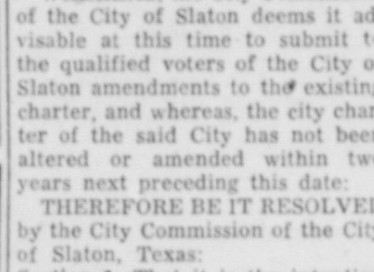 of the City of Slaton deems it ad
visable at this time to submit t
the qualified voters of the City o
Slaton amendments to the existin
charter, and whereas, the city char
ter of the said City has not bee
altered or amended within tw
years next preceding this date:
THEREFORE BE IT RESOLVE
by the City Commission of the Cit
of Slaton, Texas: